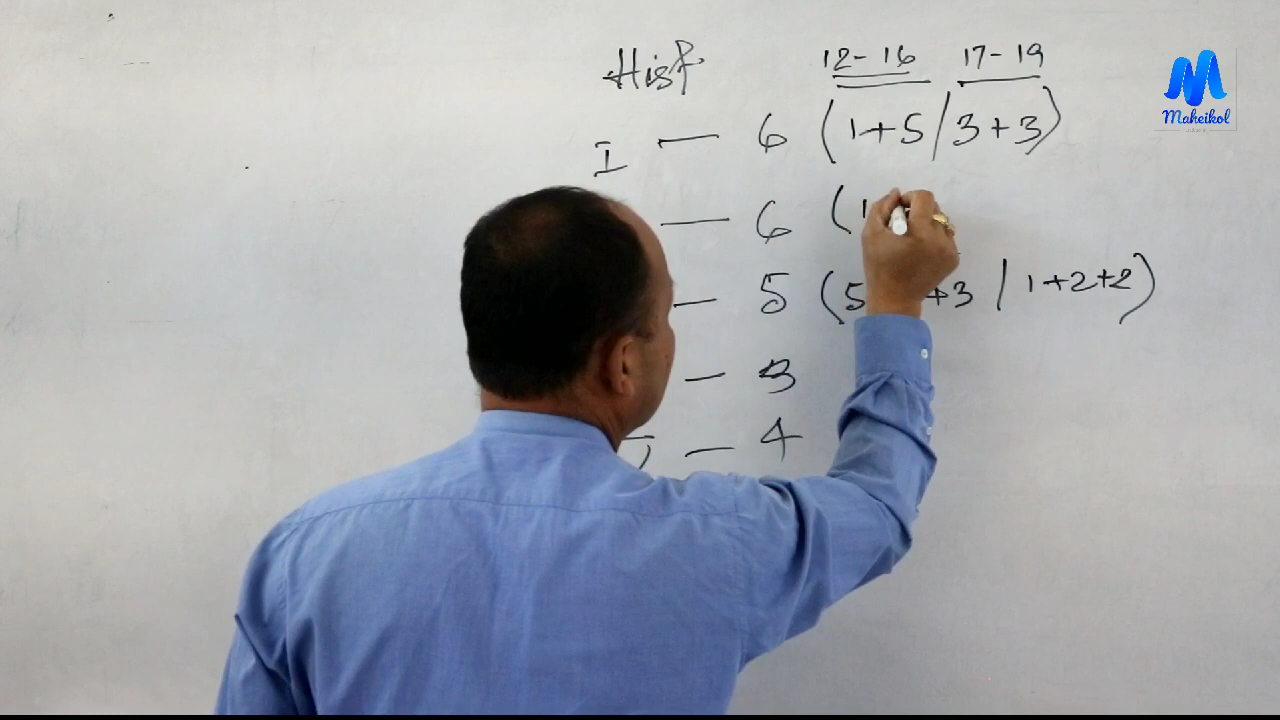 Hist 12-16 17-19
Maheikol
I — 6 (1+5/3+3)
— 6 (1
— 5 (5 +3 / 1+2+2)
— 3
— 4